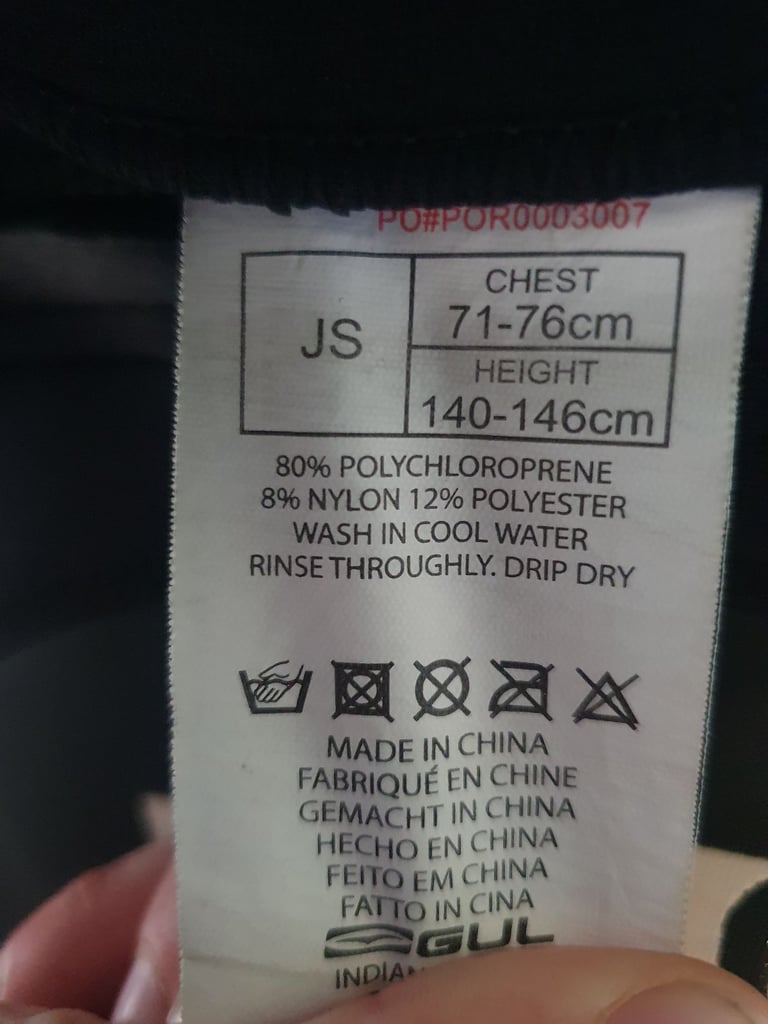 PO#POR0003007
JS
CHEST
71-76cm
HEIGHT
140-146cm
80% POLYCHLOROPRENE
8% NYLON 12% POLYESTER
WASH IN COOL WATER
RINSE THROUGHLY. DRIP DRY
MADE IN CHINA
FABRIQUÉ EN CHINE
GEMACHT IN CHINA
HECHO EN CHINA
FEITO EM CHINA
FATTO IN CINA
GUL